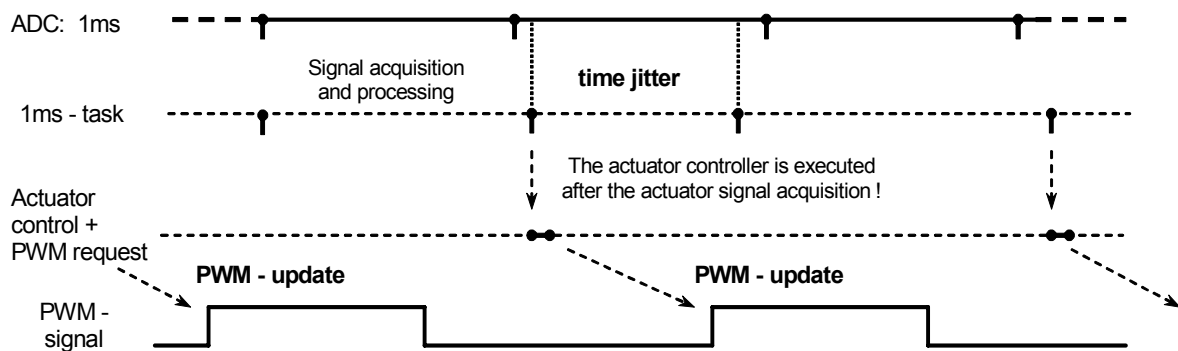 ADC: 1ms
Signal acquisition
and processing
time jitter
1ms - task
The actuator controller is executed
after the actuator signal acquisition !
Actuator
control +
PWM request
PWM - update
PWM - update
PWM -
signal